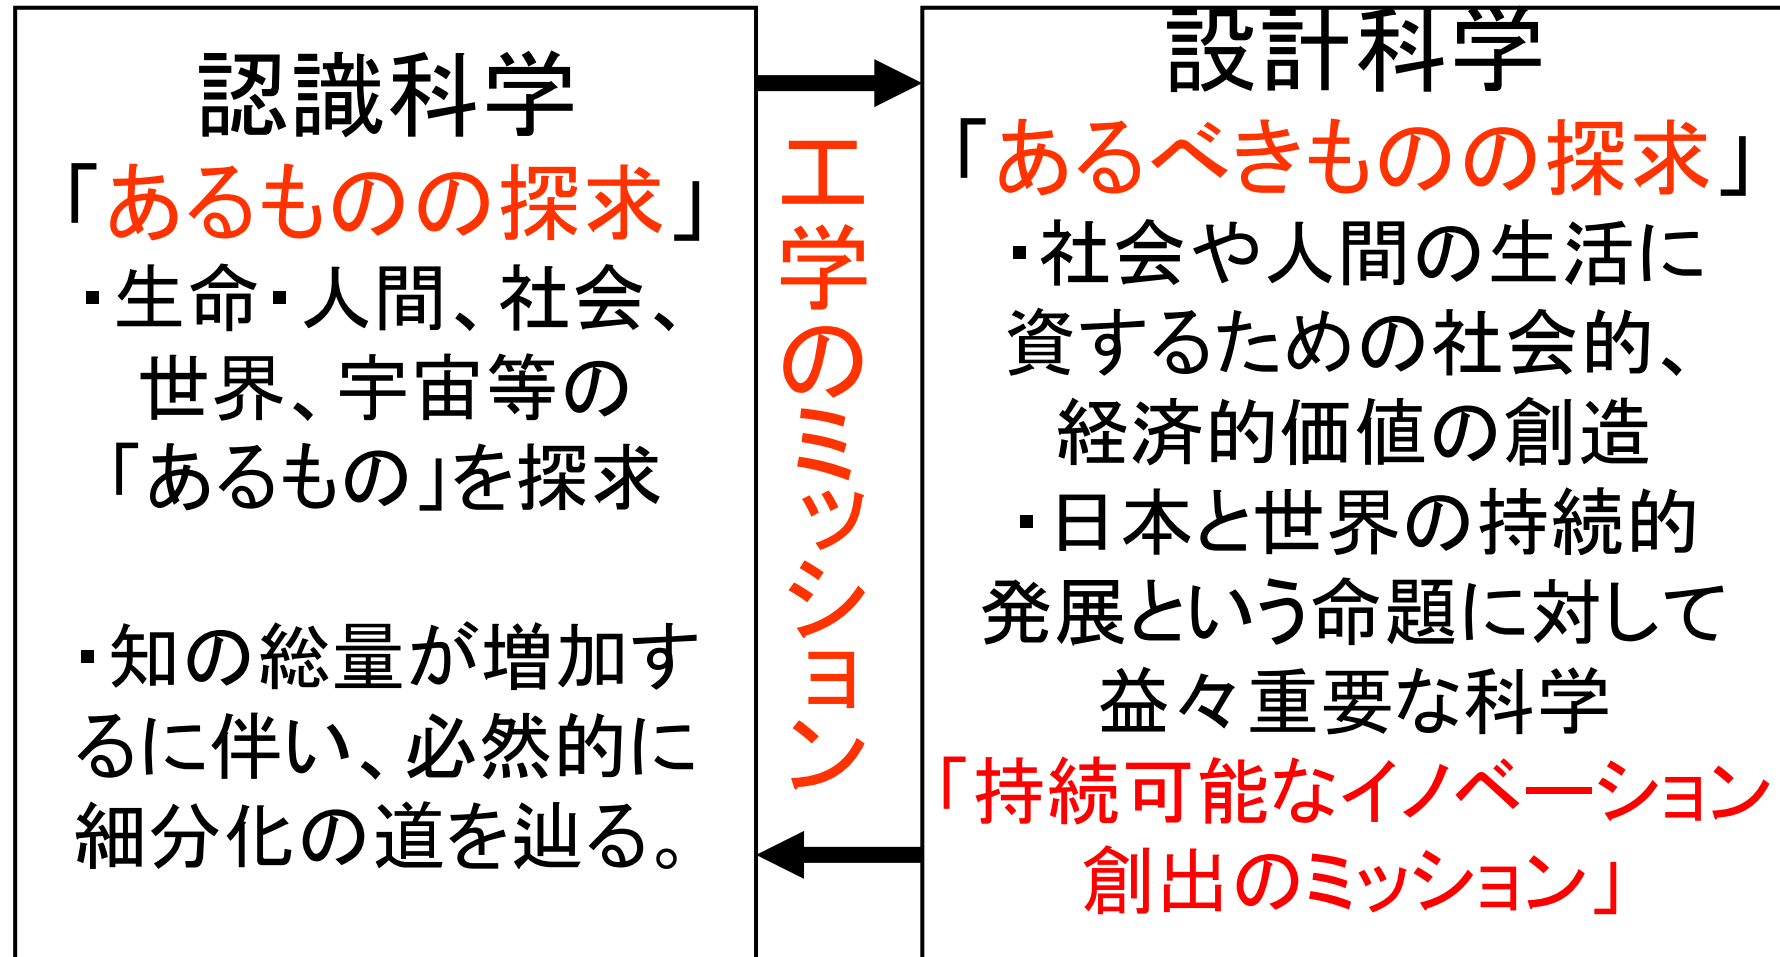 認識科学
「あるものの探求」
・生命・人間、社会、
世界、宇宙等の
「あるもの」を探求
・知の総量が増加す
るに伴い、必然的に
細分化の道を辿る。
工学のミッション
設計科学
「あるべきものの探求」
・社会や人間の生活に
資するための社会的、
経済的価値の創造
・日本と世界の持続的
発展という命題に対して
益々重要な科学
「持続可能なイノベーション
創出のミッション」